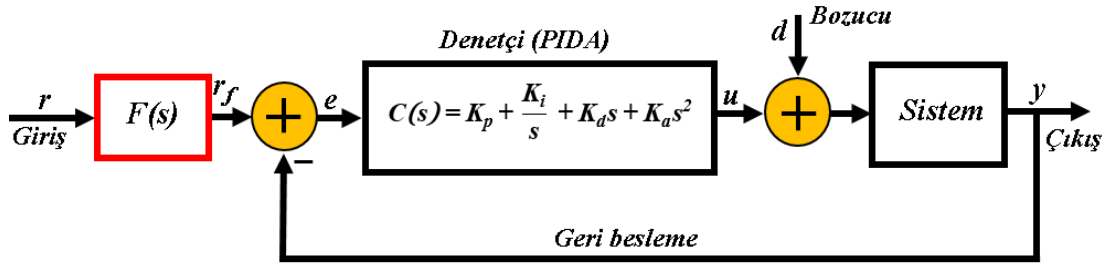 r
Giriş
F(s)
r_f
e
Denetçi (PIDA)
C(s) = K_p + K_i/s + K_d s + K_a s²
u
d
Bozucu
Sistem
y
Çıkış
+
+
−
Geri besleme